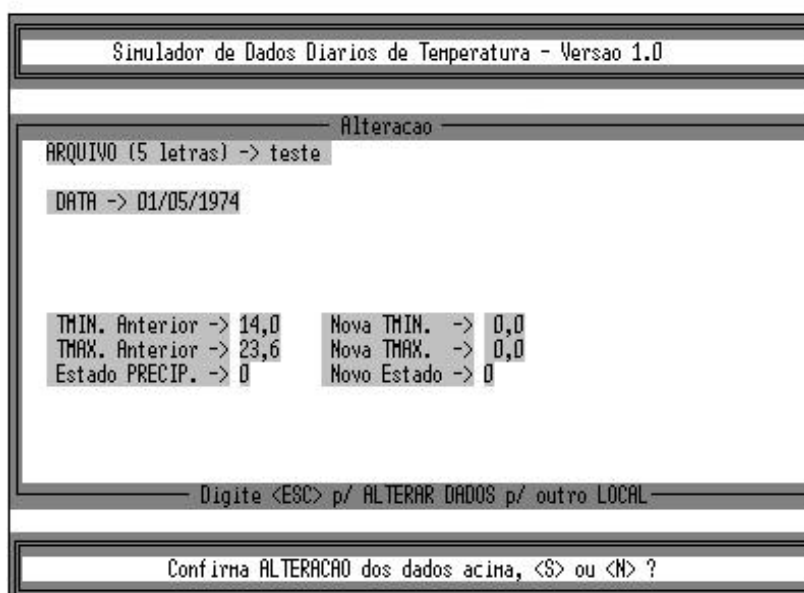 Simulador de Dados Diarios de Temperatura - Versao 1.0
Alteracao
ARQUIVO (5 letras) -> teste
DATA -> 01/05/1974
TMIN. Anterior -> 14,0 Nova TMIN. -> 0,0
TMAX. Anterior -> 23,6 Nova TMAX. -> 0,0
Estado PRECIP. -> 0 Novo Estado -> 0
Digite <ESC> p/ ALTERAR DADOS p/ outro LOCAL
Confirma ALTERACAO dos dados acima, <S> ou <N> ?